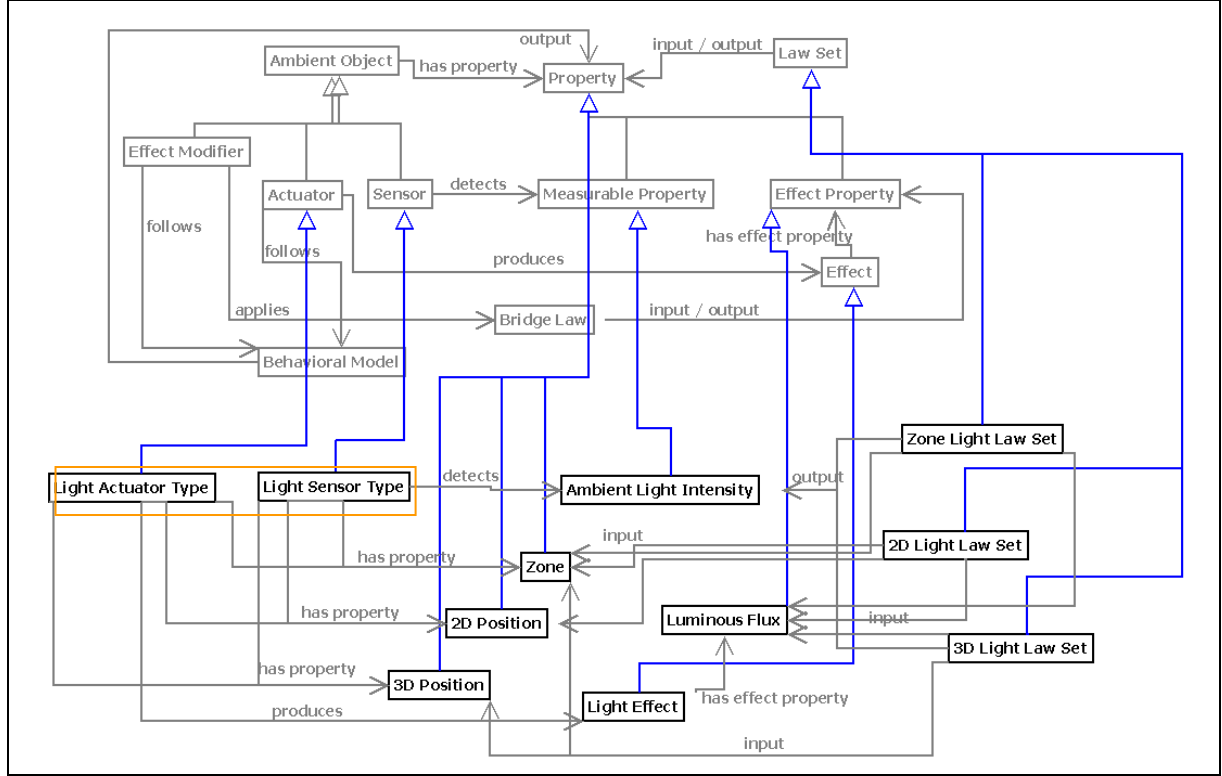 output
input / output
Law Set
Ambient Object
has property
Property
Effect Modifier
Actuator
Sensor
detects
Measurable Property
Effect Property
follows
has effect property
follows
produces
Effect
applies
Bridge Law
input / output
Behavioral Model
Zone Light Law Set
Light Actuator Type
Light Sensor Type
detects
Ambient Light Intensity
output
input
2D Light Law Set
has property
Zone
has property
2D Position
Luminous Flux
input
3D Light Law Set
has property
3D Position
has effect property
produces
Light Effect
input